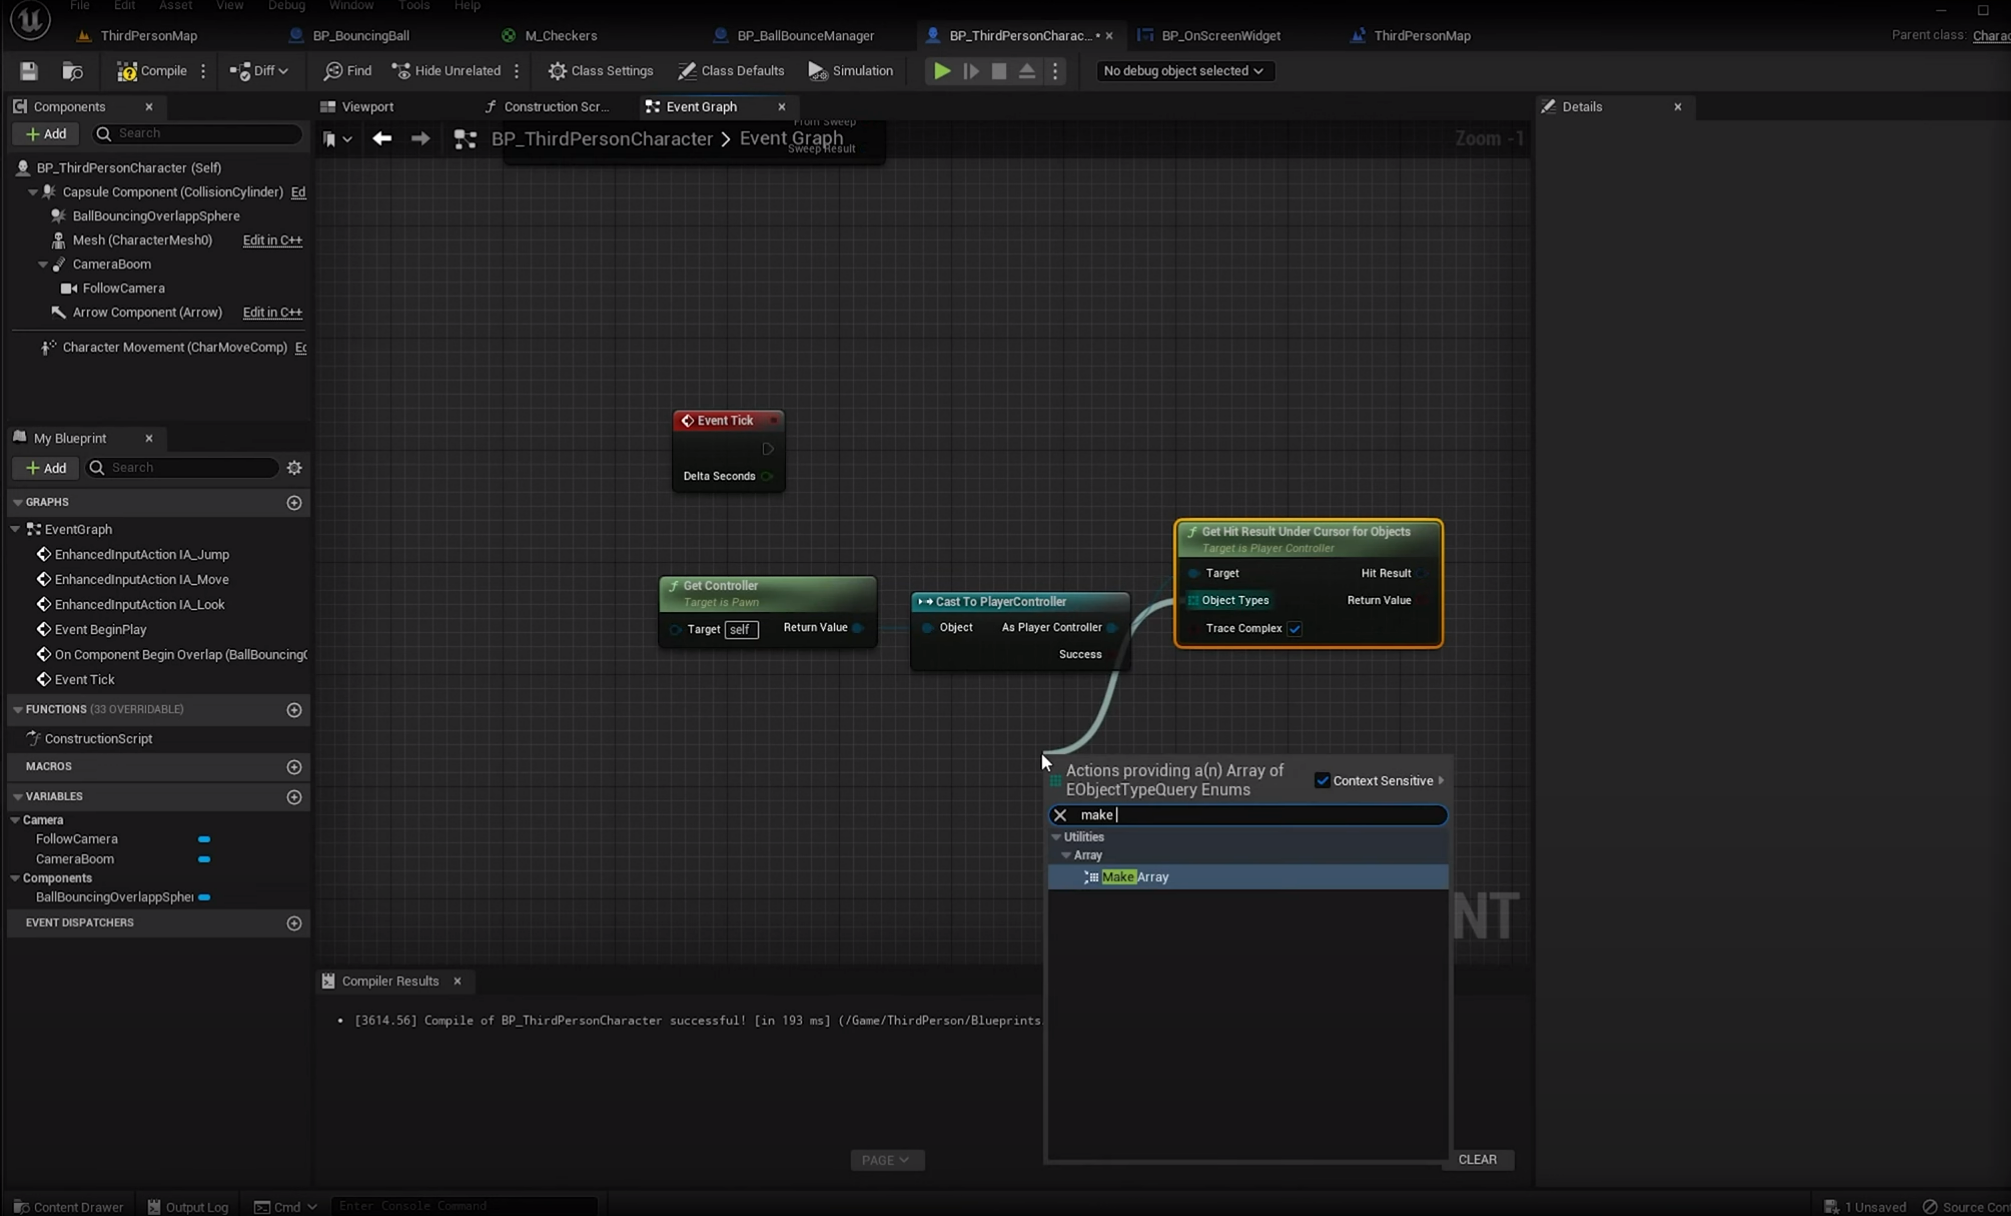 File Edit Asset View Debug Window Tools Help
ThirdPersonMap BP_BouncingBall M_Checkers BP_BallBounceManager BP_ThirdPersonCharac... BP_OnScreenWidget ThirdPersonMap Parent class:
Compile Diff Find Hide Unrelated Class Settings Class Defaults Simulation No debug object selected
Components
Add Search
BP_ThirdPersonCharacter (Self)
Capsule Component (CollisionCylinder) Ed
BallBouncingOverlappSphere
Mesh (CharacterMesh0) Edit in C++
CameraBoom
FollowCamera
Arrow Component (Arrow) Edit in C++
Character Movement (CharMoveComp)
My Blueprint
Add Search
GRAPHS
EventGraph
EnhancedInputAction IA_Jump
EnhancedInputAction IA_Move
EnhancedInputAction IA_Look
Event BeginPlay
On Component Begin Overlap (BallBouncing
Event Tick
FUNCTIONS (33 OVERRIDABLE)
ConstructionScript
MACROS
VARIABLES
Camera
FollowCamera
CameraBoom
Components
BallBouncingOverlappSpher
EVENT DISPATCHERS
Viewport Construction Scr... Event Graph
From Sweep
BP_ThirdPersonCharacter > Event Graph Zoom -1
Sweep Result
Event Tick
Delta Seconds
Get Controller
Target is Pawn
Target self Return Value
Cast To PlayerController
Object As Player Controller
Success
Get Hit Result Under Cursor for Objects
Target is Player Controller
Target Hit Result
Object Types Return Value
Trace Complex
Actions providing a(n) Array of
EObjectTypeQuery Enums
Context Sensitive
make
Utilities
Array
Make Array
NT
Compiler Results
• [3614.56] Compile of BP_ThirdPersonCharacter successful! [in 193 ms] (/Game/ThirdPerson/Blueprints
PAGE CLEAR
Details
Content Drawer Output Log Cmd Enter Console Command 1 Unsaved Source Con